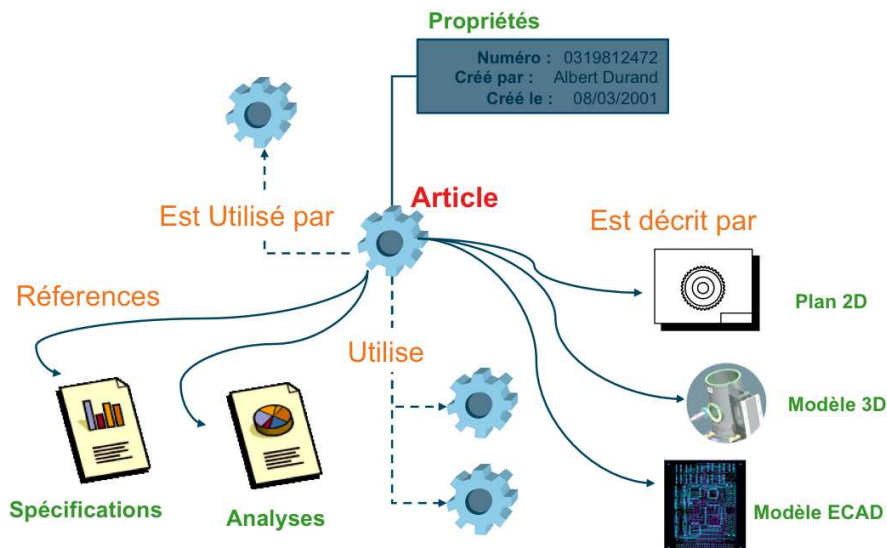 Propriétés
Numéro : 0319812472
Créé par : Albert Durand
Créé le : 08/03/2001
Article
Est Utilisé par
Est décrit par
Réferences
Plan 2D
Utilise
Modèle 3D
Spécifications
Analyses
Modèle ECAD